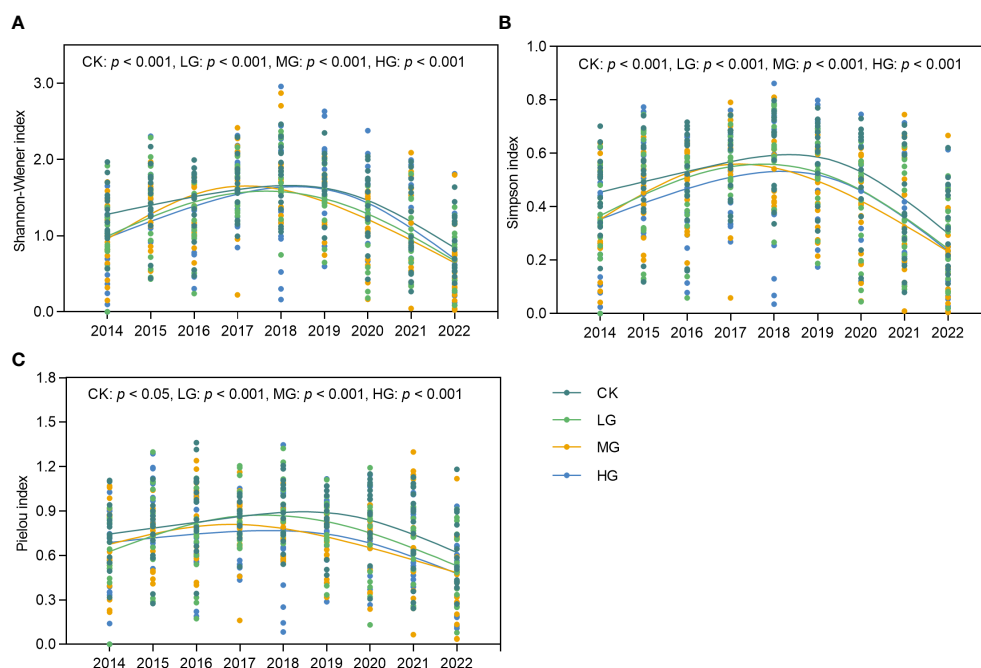 A
CK: p < 0.001, LG: p < 0.001, MG: p < 0.001, HG: p < 0.001
Shannon-Wiener index
3.0
2.0
1.0
0.0
2014 2015 2016 2017 2018 2019 2020 2021 2022
B
CK: p < 0.001, LG: p < 0.001, MG: p < 0.001, HG: p < 0.001
Simpson index
1.0
0.8
0.6
0.4
0.2
0.0
2014 2015 2016 2017 2018 2019 2020 2021 2022
C
CK: p < 0.05, LG: p < 0.001, MG: p < 0.001, HG: p < 0.001
Pielou index
1.8
1.5
1.2
0.9
0.6
0.3
0.0
2014 2015 2016 2017 2018 2019 2020 2021 2022
CK
LG
MG
HG